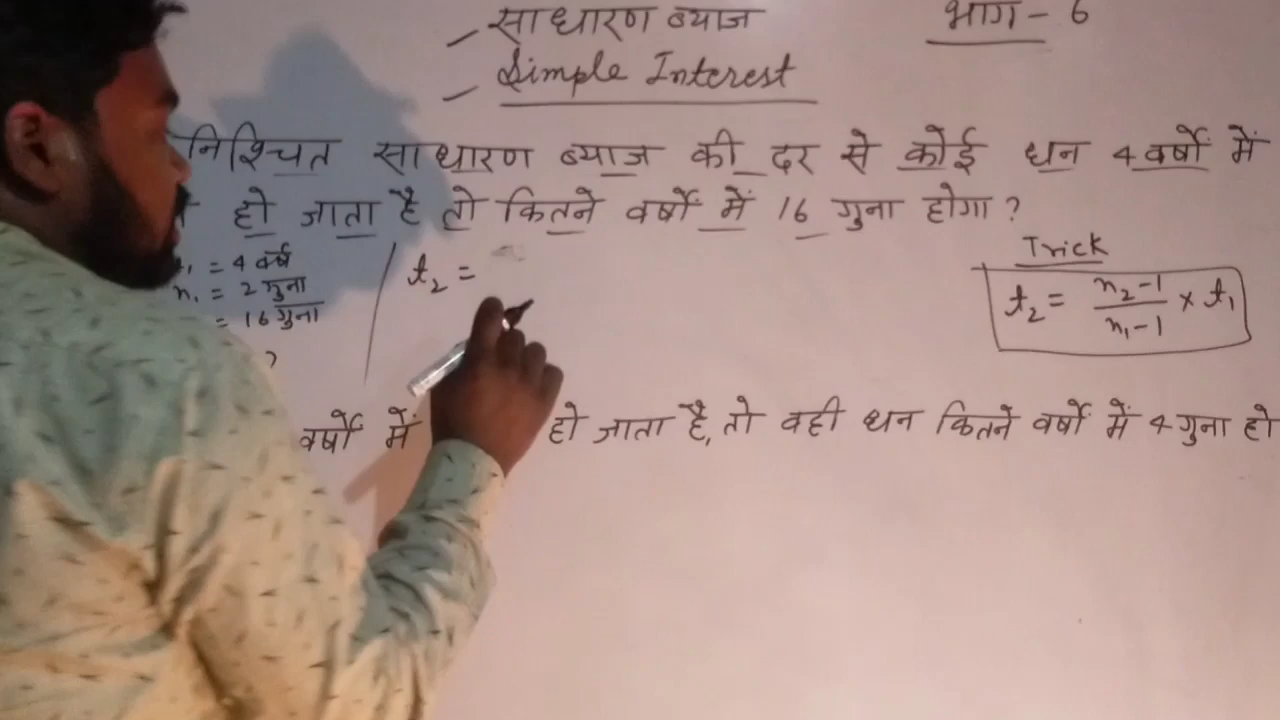 साधारण ब्याज
भाग - 6
Simple Interest
निश्चित साधारण ब्याज की दर से कोई धन 4 वर्षों में
हो जाता है तो कितने वर्षों में 16 गुना होगा ?
= 4 वर्ष
n₁ = 2 गुना
= 16 गुना
?
t₂ =
Trick
t₂ = n₂-1 / n₁-1 × t₁
वर्षों में हो जाता है, तो वही धन कितने वर्षों में 4 गुना हो